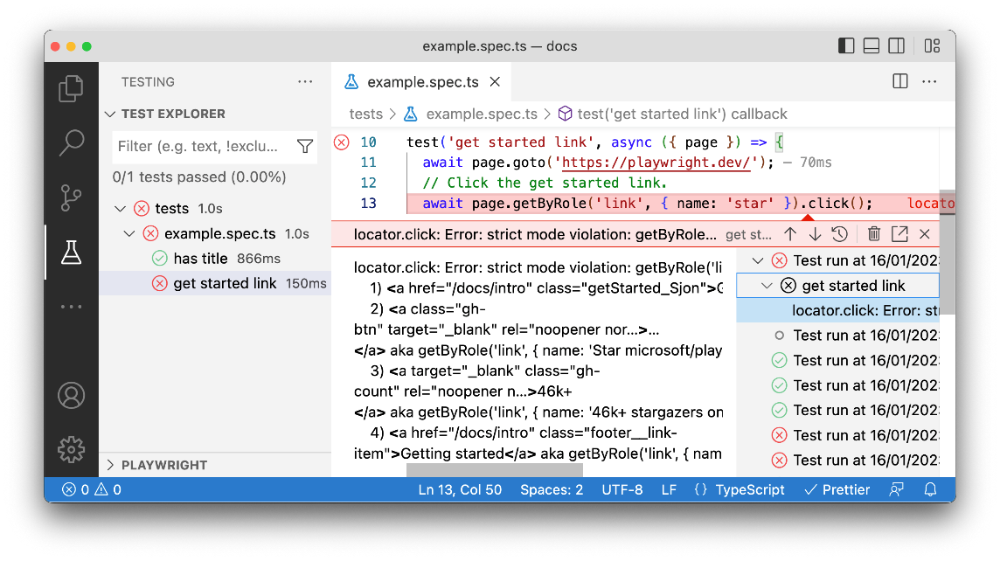 example.spec.ts — docs
TESTING
TEST EXPLORER
Filter (e.g. text, !exclu...
0/1 tests passed (0.00%)
tests 1.0s
example.spec.ts 1.0s
has title 866ms
get started link 150ms
PLAYWRIGHT
example.spec.ts
tests > example.spec.ts > test('get started link') callback
10 test('get started link', async ({ page }) => {
11 await page.goto('https://playwright.dev/'); — 70ms
12 // Click the get started link.
13 await page.getByRole('link', { name: 'star' }).click(); locato
locator.click: Error: strict mode violation: getByRole... get st...
locator.click: Error: strict mode violation: getByRole('li
1) <a href="/docs/intro" class="getStarted_Sjon">G
2) <a class="gh-
btn" target="_blank" rel="noopener nor...>...
</a> aka getByRole('link', { name: 'Star microsoft/play
3) <a target="_blank" class="gh-
count" rel="noopener n...>46k+
</a> aka getByRole('link', { name: '46k+ stargazers on
4) <a href="/docs/intro" class="footer__link-
item">Getting started</a> aka getByRole('link', { nam
Test run at 16/01/202
get started link
locator.click: Error: st
Test run at 16/01/202
Test run at 16/01/202
Test run at 16/01/202
Test run at 16/01/202
Test run at 16/01/202
Test run at 16/01/202
0 0
Ln 13, Col 50 Spaces: 2 UTF-8 LF {} TypeScript Prettier